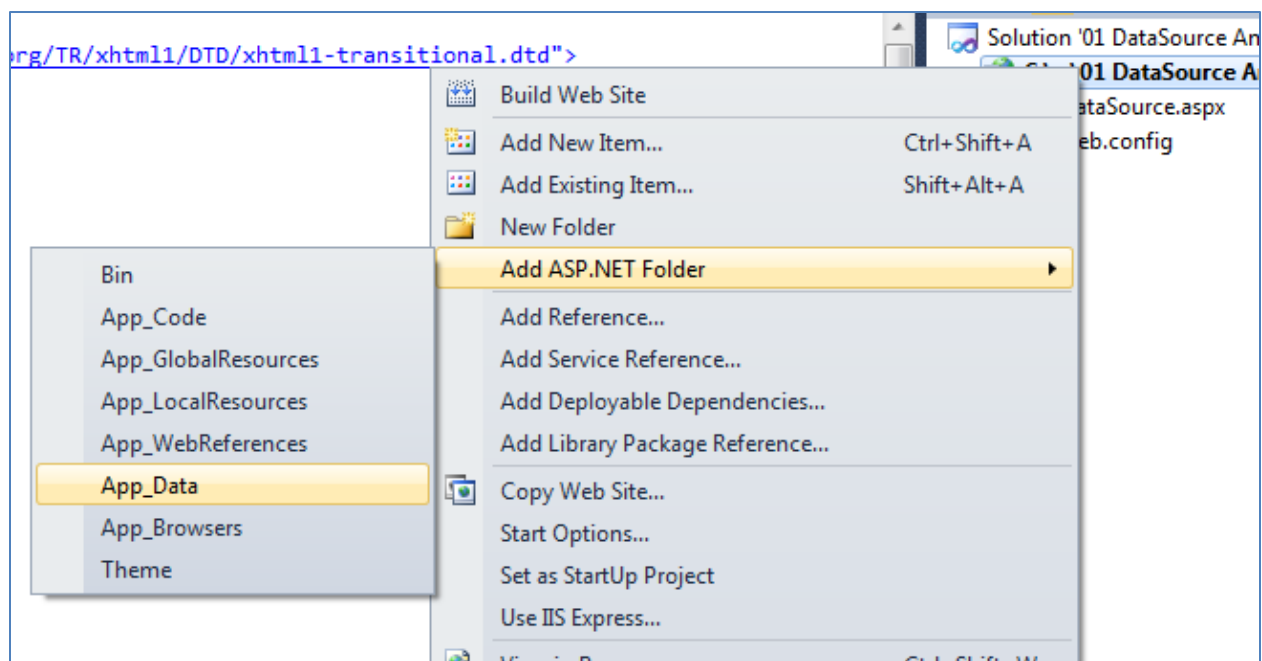 org/TR/xhtml1/DTD/xhtml1-transitional.dtd">
Solution '01 DataSource An
01 DataSource A
ataSource.aspx
eb.config
Build Web Site
Add New Item... Ctrl+Shift+A
Add Existing Item... Shift+Alt+A
New Folder
Add ASP.NET Folder
Add Reference...
Add Service Reference...
Add Deployable Dependencies...
Add Library Package Reference...
Copy Web Site...
Start Options...
Set as StartUp Project
Use IIS Express...
Bin
App_Code
App_GlobalResources
App_LocalResources
App_WebReferences
App_Data
App_Browsers
Theme